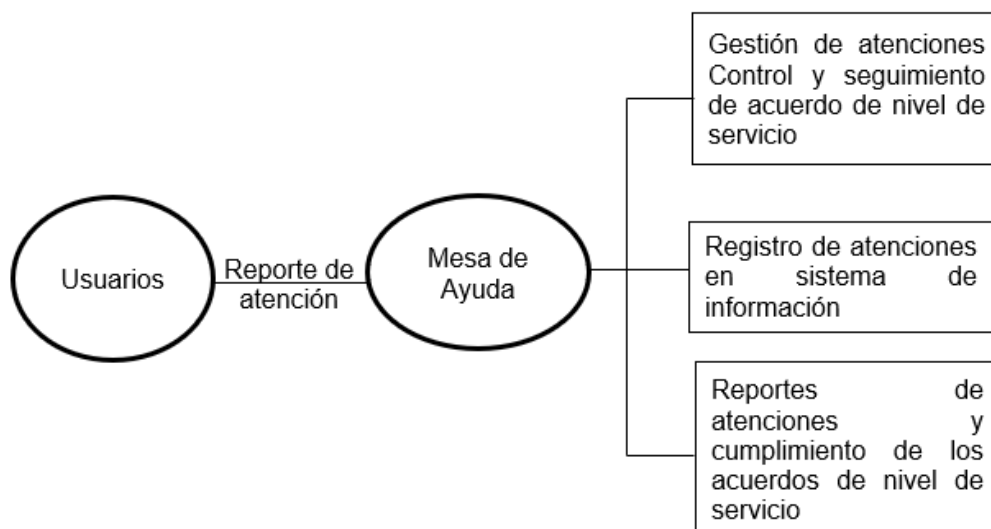 Usuarios
Reporte de
atención
Mesa de
Ayuda
Gestión de atenciones
Control y seguimiento
de acuerdo de nivel de
servicio
Registro de atenciones
en sistema de
información
Reportes de
atenciones y
cumplimiento de los
acuerdos de nivel de
servicio